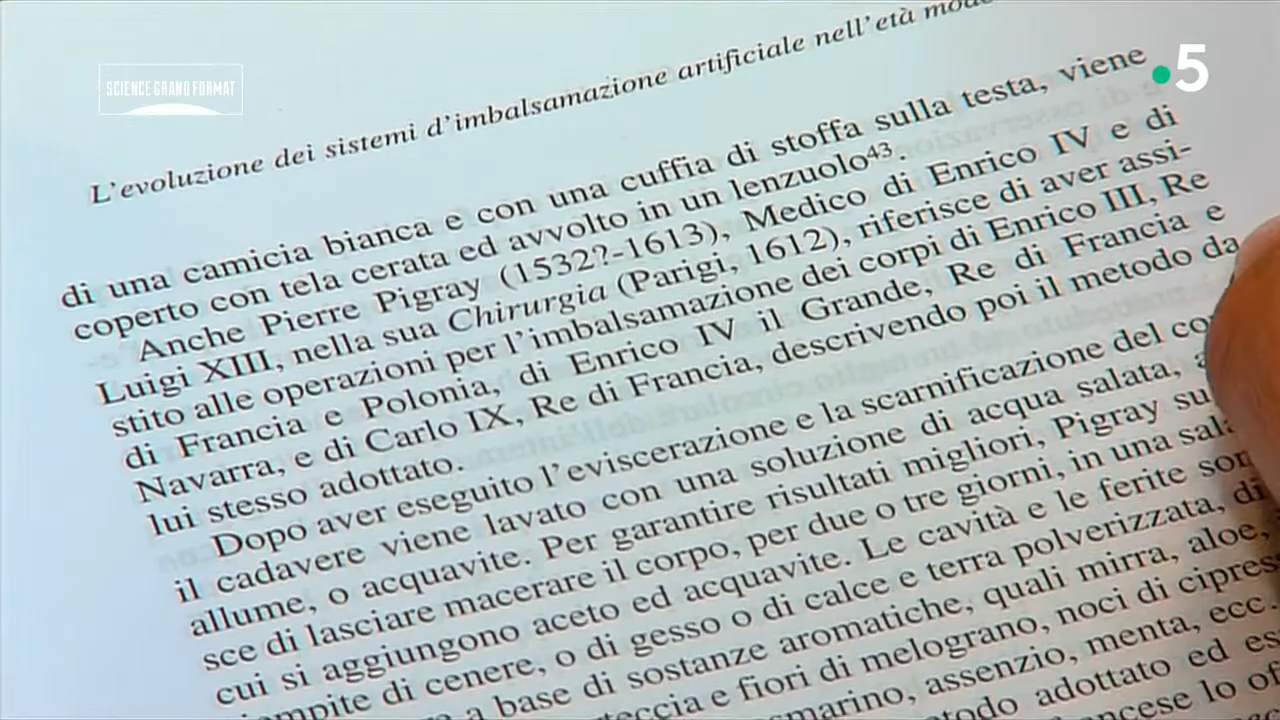 SCIENCE GRAND FORMAT
5
L'evoluzione dei sistemi d'imbalsamazione artificiale nell'età
di una camicia bianca e con una cuffia di stoffa sulla testa, viene
coperto con tela cerata ed avvolto in un lenzuolo43.
Anche Pierre Pigray (1532?-1613), Medico di Enrico IV e di
Luigi XIII, nella sua Chirurgia (Parigi, 1612), riferisce di aver assi-
stito alle operazioni per l'imbalsamazione dei corpi di Enrico III, Re
di Francia e Polonia, di Enrico IV il Grande, Re di Francia e
Navarra, e di Carlo IX, Re di Francia, descrivendo poi il metodo da
lui stesso adottato.
Dopo aver eseguito l'eviscerazione e la scarnificazione del
il cadavere viene lavato con una soluzione di acqua salata,
allume, o acquavite. Per garantire risultati migliori, Pigray
sce di lasciare macerare il corpo, per due o tre giorni, in una
cui si aggiungono aceto ed acquavite. Le cavità e le ferite
di cenere, o di gesso o di calce e terra polverizzata,
a base di sostanze aromatiche, quali mirra, aloe,
e fiori di melograno, noci di
assenzio, menta, ecc.
adottato ed
lo